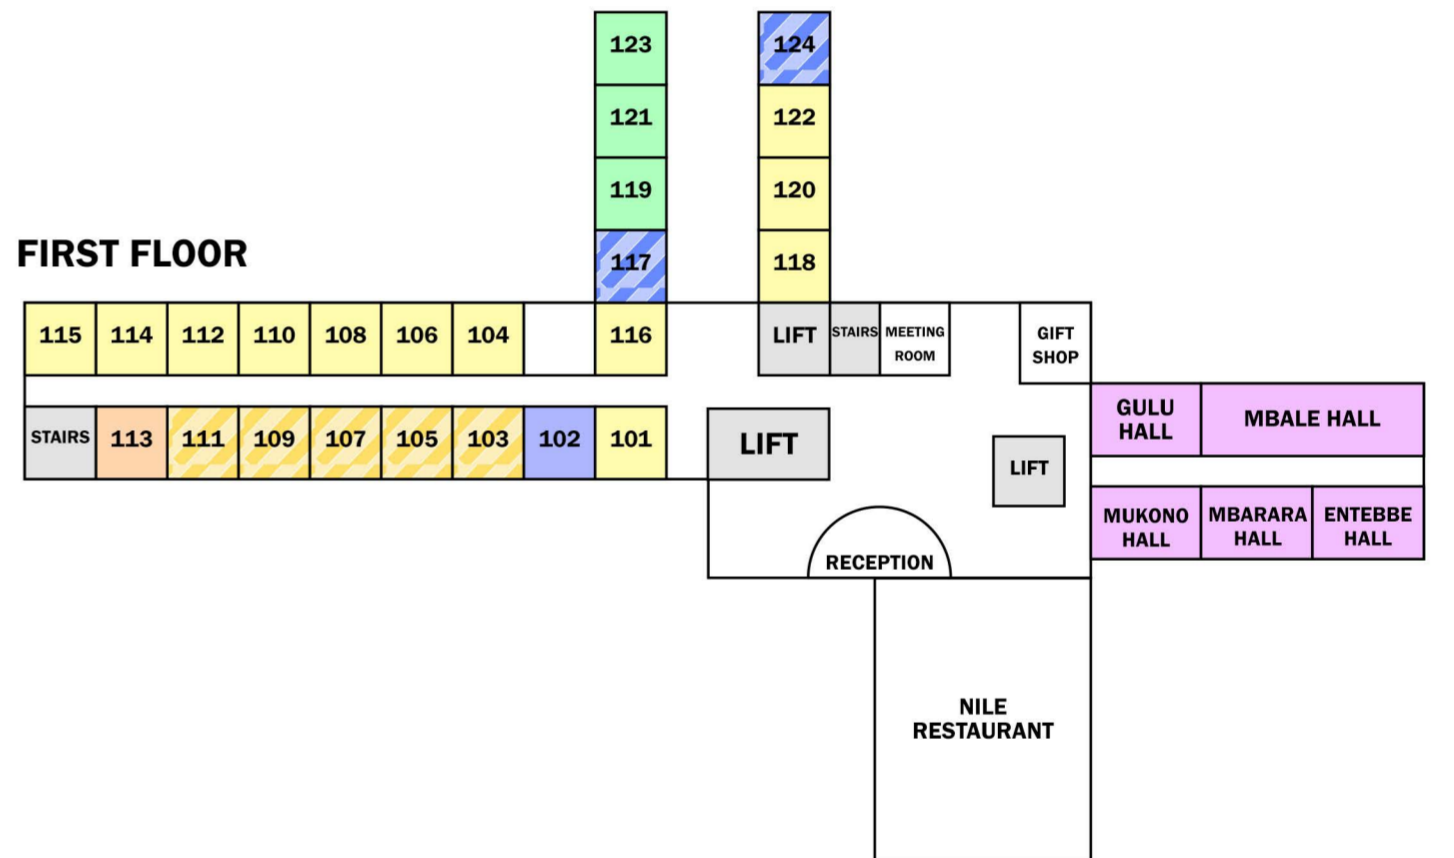 123
124
121
122
119
120
FIRST FLOOR
117
118
115
114
112
110
108
106
104
116
LIFT
STAIRS
MEETING
ROOM
GIFT
SHOP
STAIRS
113
111
109
107
105
103
102
101
LIFT
LIFT
GULU
HALL
MBALE HALL
MUKONO
HALL
MBARARA
HALL
ENTEBBE
HALL
RECEPTION
NILE
RESTAURANT